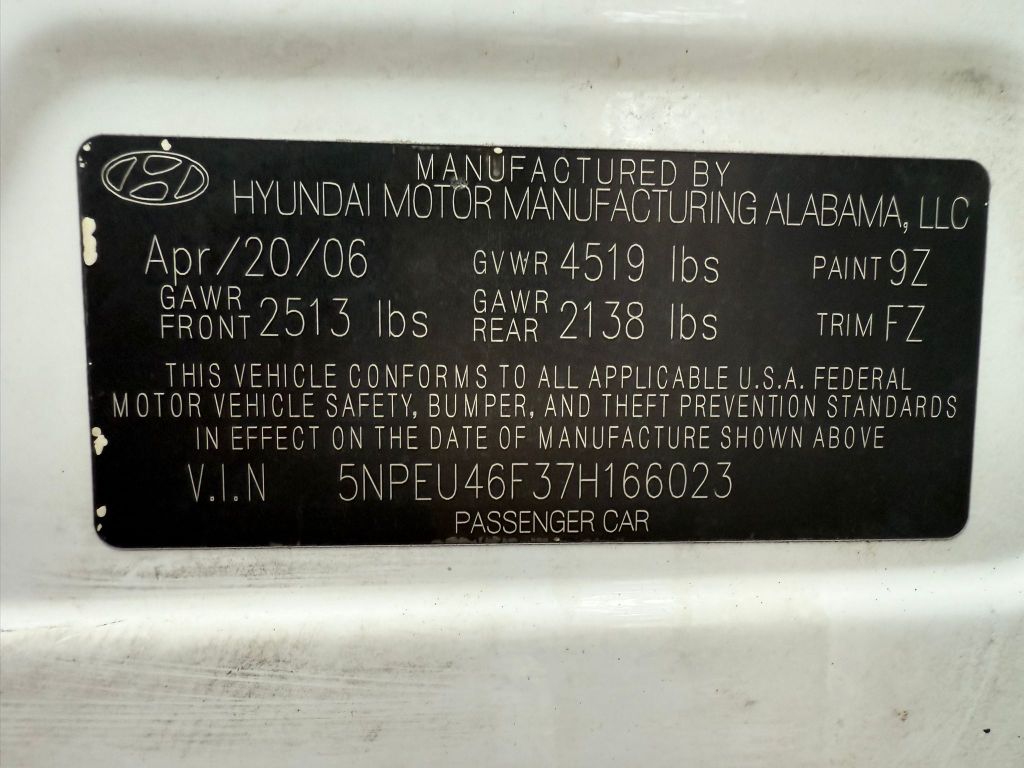 MANUFACTURED BY
HYUNDAI MOTOR MANUFACTURING ALABAMA, LLC
Apr/20/06 GVWR 4519 lbs PAINT 9Z
GAWR FRONT 2513 lbs GAWR REAR 2138 lbs TRIM FZ
THIS VEHICLE CONFORMS TO ALL APPLICABLE U.S.A. FEDERAL
MOTOR VEHICLE SAFETY, BUMPER, AND THEFT PREVENTION STANDARDS
IN EFFECT ON THE DATE OF MANUFACTURE SHOWN ABOVE
V.I.N 5NPEU46F37H166023
PASSENGER CAR